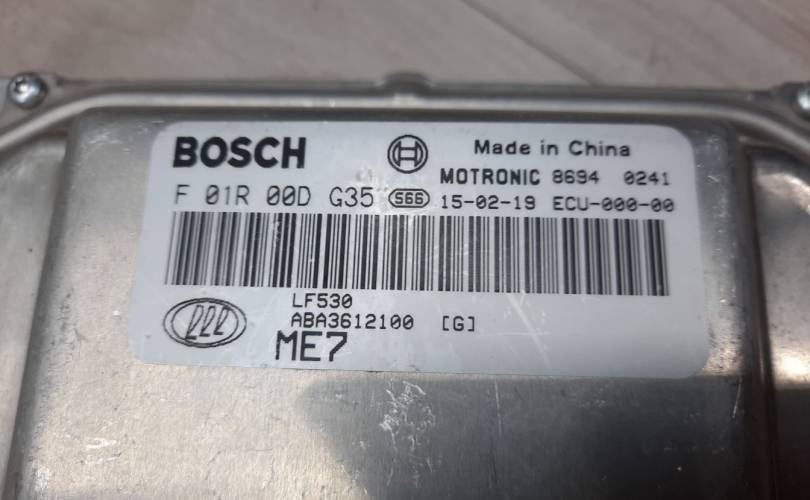 BOSCH Made in China
MOTRONIC 8694 0241
F 01R 00D G35 S66 15-02-19 ECU-000-00
LF530
ABA3612100 [G]
ME7